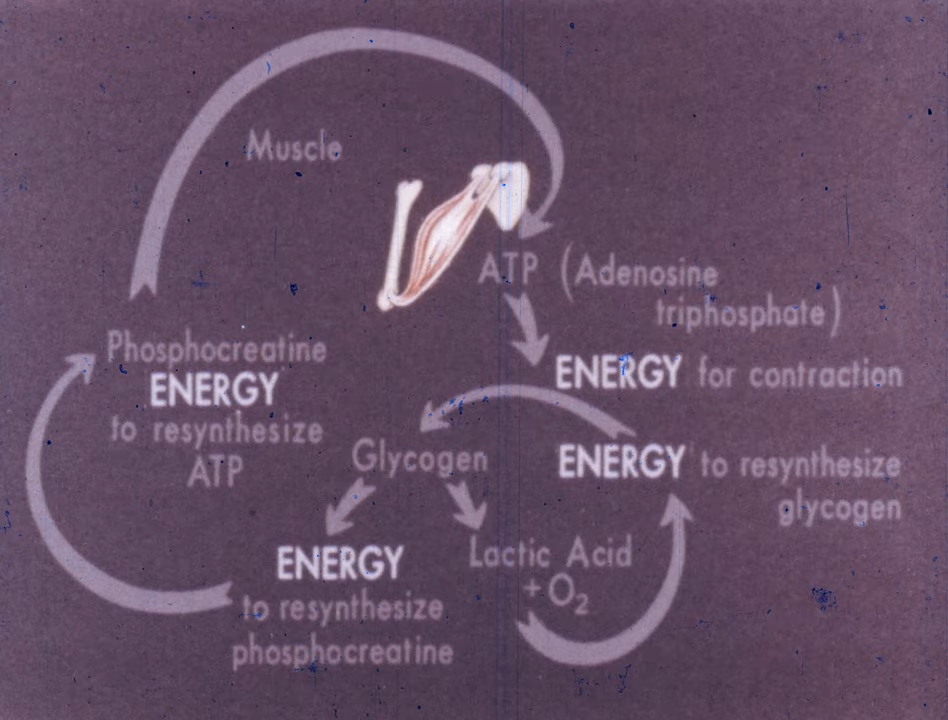 Muscle
ATP (Adenosine
triphosphate)
ENERGY for contraction
Phosphocreatine
ENERGY
to resynthesize
ATP
Glycogen
ENERGY to resynthesize
glycogen
ENERGY
to resynthesize
phosphocreatine
Lactic Acid
+O₂